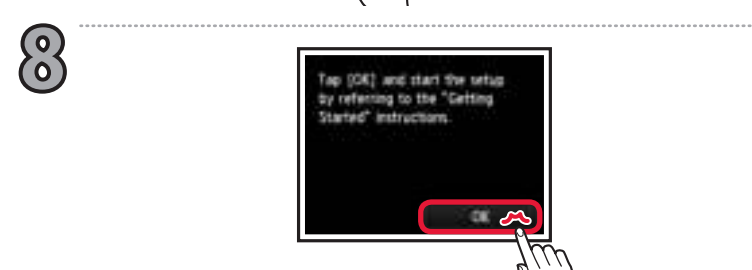 8
Tap [OK] and start the setup
by referring to the "Getting
Started" instructions.
OK